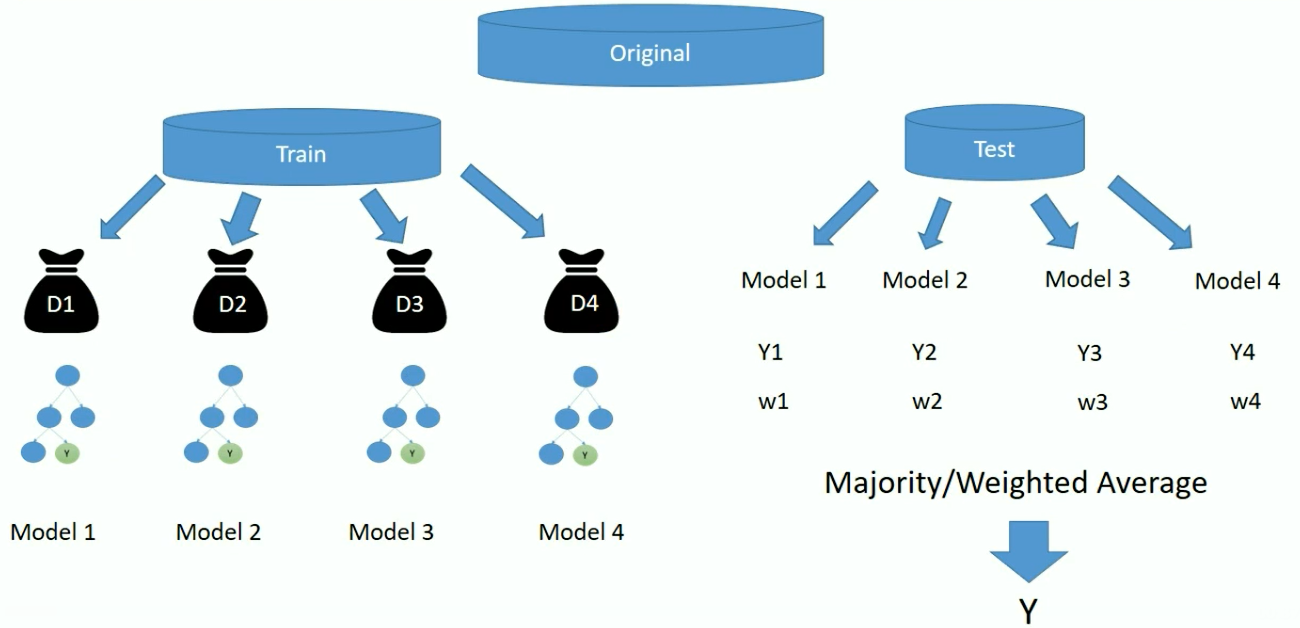 Original
Train
Test
D1
D2
D3
D4
Y
Y
Y
Y
Model 1
Model 2
Model 3
Model 4
Model 1
Model 2
Model 3
Model 4
Y1
Y2
Y3
Y4
w1
w2
w3
w4
Majority/Weighted Average
Y